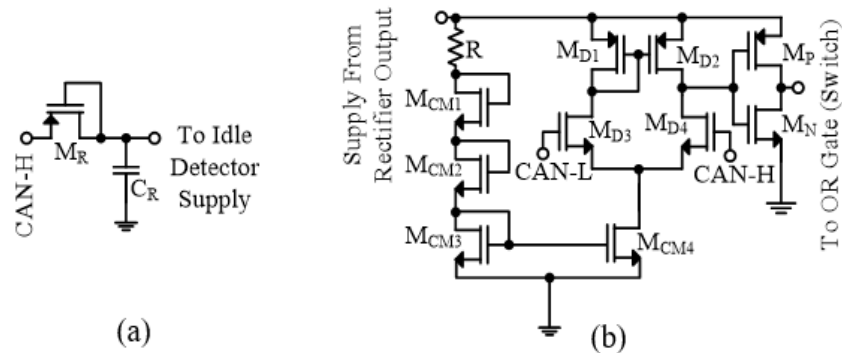 CAN-H
M_R
C_R
To Idle
Detector
Supply
(a)
Supply From
Rectifier Output
R
M_CM1
M_CM2
M_CM3
M_D1
M_D2
M_D3
M_D4
CAN-L
CAN-H
M_CM4
M_P
M_N
To OR Gate (Switch)
(b)